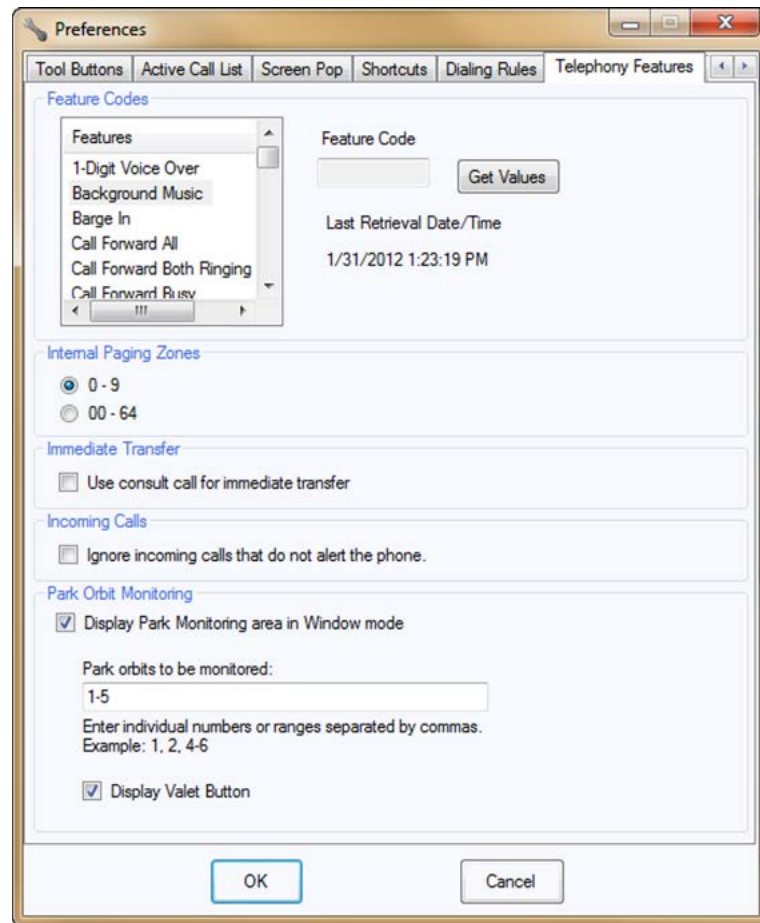 Preferences
Tool Buttons Active Call List Screen Pop Shortcuts Dialing Rules Telephony Features
Feature Codes
Features
1-Digit Voice Over
Background Music
Barge In
Call Forward All
Call Forward Both Ringing
Call Forward Busy
Feature Code
Get Values
Last Retrieval Date/Time
1/31/2012 1:23:19 PM
Internal Paging Zones
0 - 9
00 - 64
Immediate Transfer
Use consult call for immediate transfer
Incoming Calls
Ignore incoming calls that do not alert the phone.
Park Orbit Monitoring
Display Park Monitoring area in Window mode
Park orbits to be monitored:
1-5
Enter individual numbers or ranges separated by commas.
Example: 1, 2, 4-6
Display Valet Button
OK Cancel